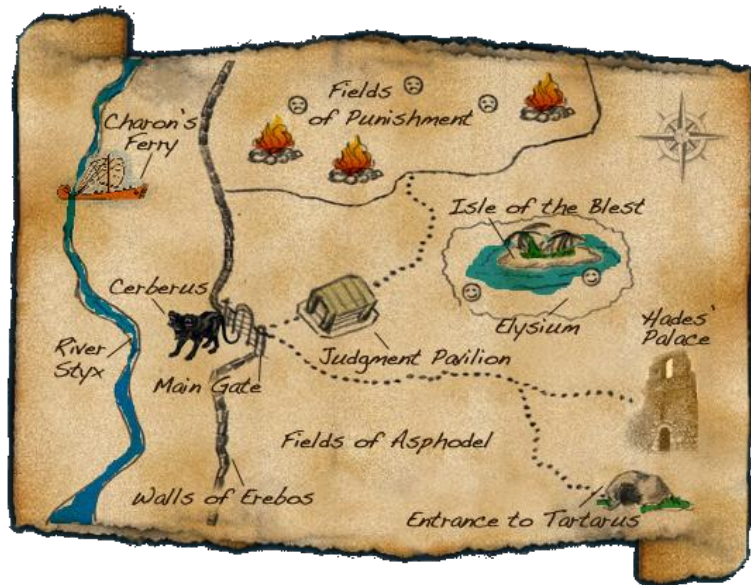 Fields
of Punishment
Charon's
Ferry
Isle of the Blest
Cerberus
Elysium
Hades'
Palace
River
Styx
Judgment Pavilion
Main Gate
Fields of Asphodel
Walls of Erebos
Entrance to Tartarus